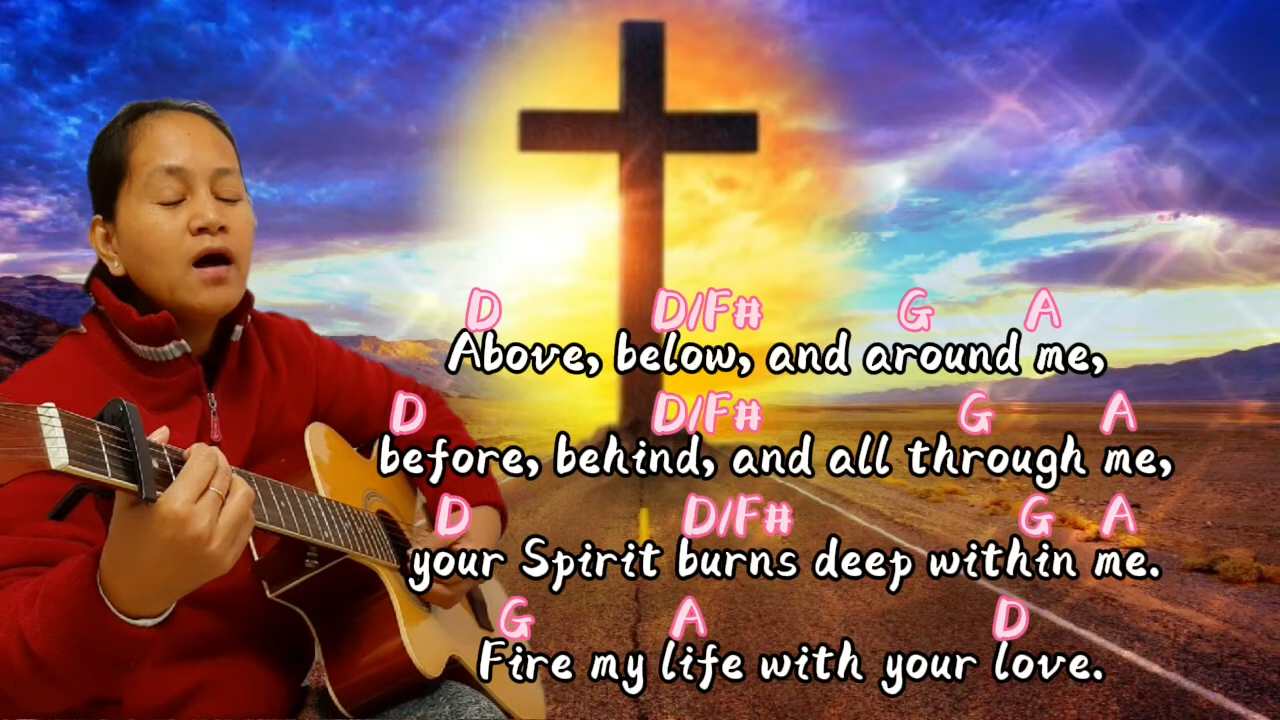 D D/F# G A
Above, below, and around me,
D D/F# G A
before, behind, and all through me,
D D/F# G A
your Spirit burns deep within me.
G A D
Fire my life with your love.